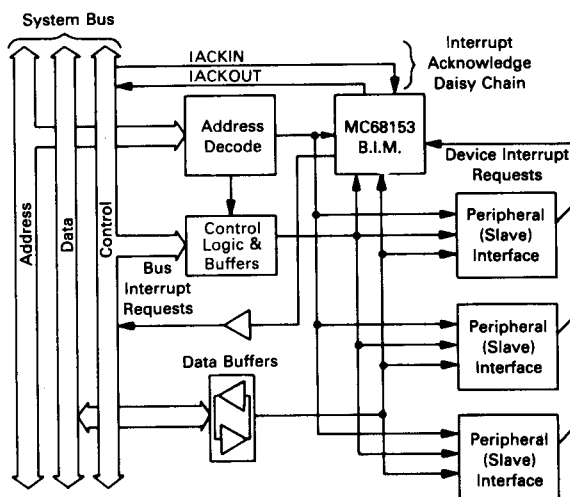 System Bus
IACKIN
IACKOUT
Interrupt
Acknowledge
Daisy Chain
Address
Decode
MC68153
B.I.M.
Device Interrupt
Requests
Address
Data
Control
Control
Logic &
Buffers
Bus
Interrupt
Requests
Peripheral
(Slave)
Interface
Data Buffers
Peripheral
(Slave)
Interface
Peripheral
(Slave)
Interface